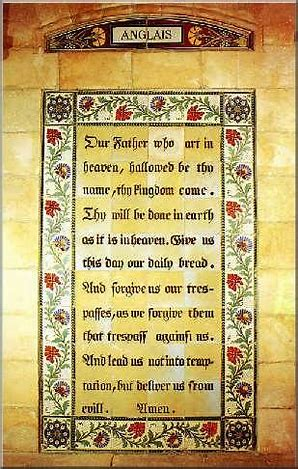 ANGLAIS
Our Father who art in
heaven, hallowed be thy
name, thy kingdom come.
Thy will be done in earth
as it is in heaven. Give us
this day our daily bread.
And forgive us our tres-
passes, as we forgive them
that trespass against us.
And lead us not into temp-
tation, but deliver us from
evill. Amen.